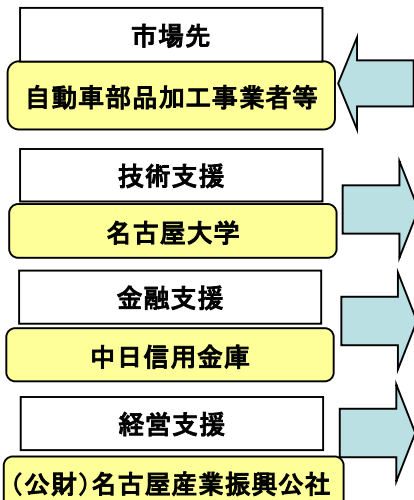 市場先
自動車部品加工事業者等
技術支援
名古屋大学
金融支援
中日信用金庫
経営支援
（公財）名古屋産業振興公社